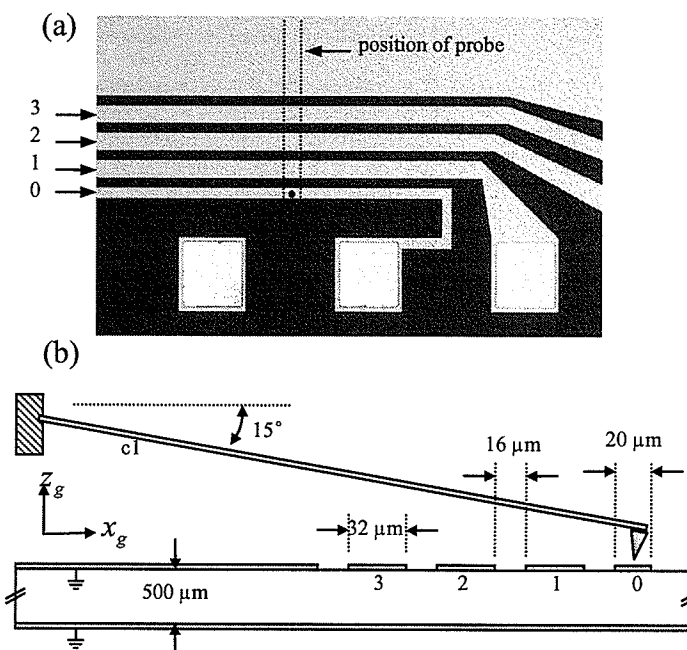 (a)
position of probe
3
2
1
0
(b)
15°
c1
16 µm
20 µm
z_g
x_g
32 µm
500 µm
3
2
1
0